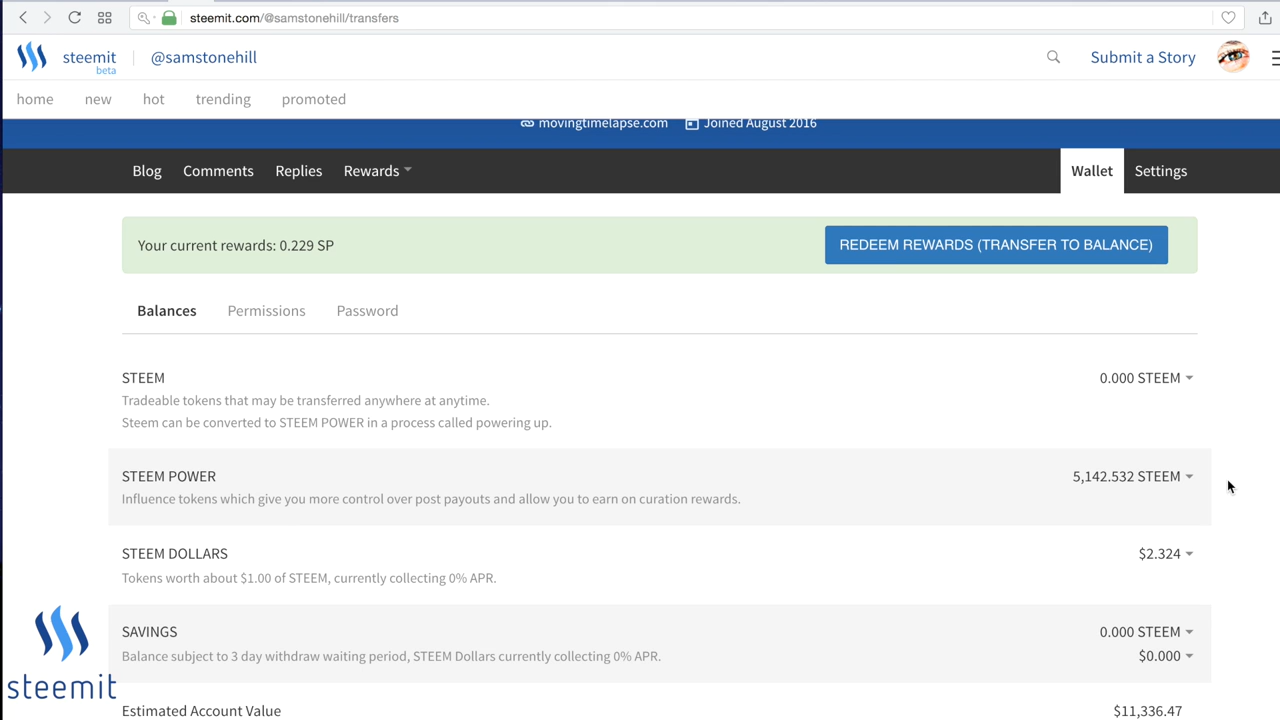 steemit.com/@samstonehill/transfers
steemit
beta
@samstonehill
Submit a Story
home new hot trending promoted
movingtimelapse.com Joined August 2016
Blog Comments Replies Rewards Wallet Settings
Your current rewards: 0.229 SP REDEEM REWARDS (TRANSFER TO BALANCE)
Balances Permissions Password
STEEM 0.000 STEEM
Tradeable tokens that may be transferred anywhere at anytime.
Steem can be converted to STEEM POWER in a process called powering up.
STEEM POWER 5,142.532 STEEM
Influence tokens which give you more control over post payouts and allow you to earn on curation rewards.
STEEM DOLLARS $2.324
Tokens worth about $1.00 of STEEM, currently collecting 0% APR.
SAVINGS 0.000 STEEM
Balance subject to 3 day withdraw waiting period, STEEM Dollars currently collecting 0% APR. $0.000
steemit
Estimated Account Value $11,336.47